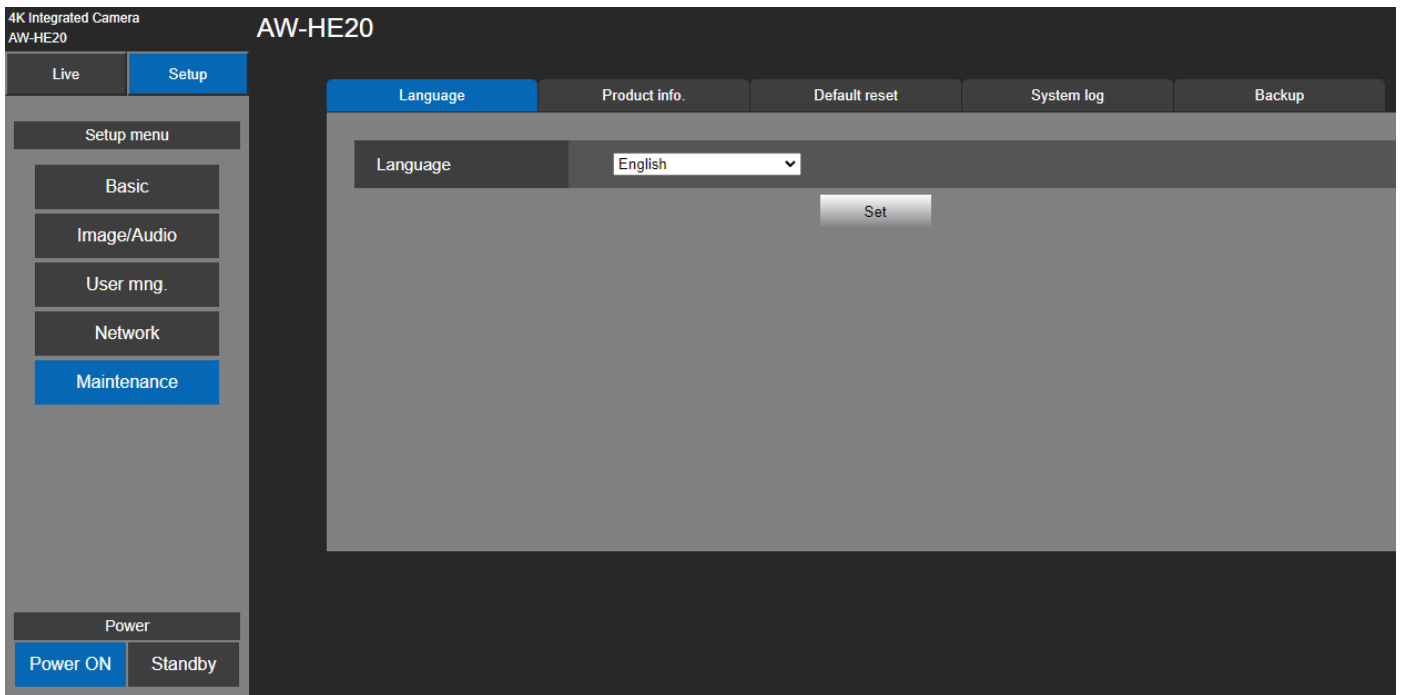 4K Integrated Camera
AW-HE20
AW-HE20
Live Setup
Language Product info. Default reset System log Backup
Setup menu
Language English
Basic
Set
Image/Audio
User mng.
Network
Maintenance
Power
Power ON Standby